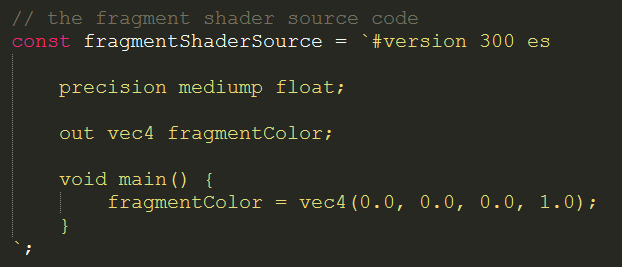 // the fragment shader source code
const fragmentShaderSource = `#version 300 es
precision mediump float;
out vec4 fragmentColor;
void main() {
fragmentColor = vec4(0.0, 0.0, 0.0, 1.0);
}
`;